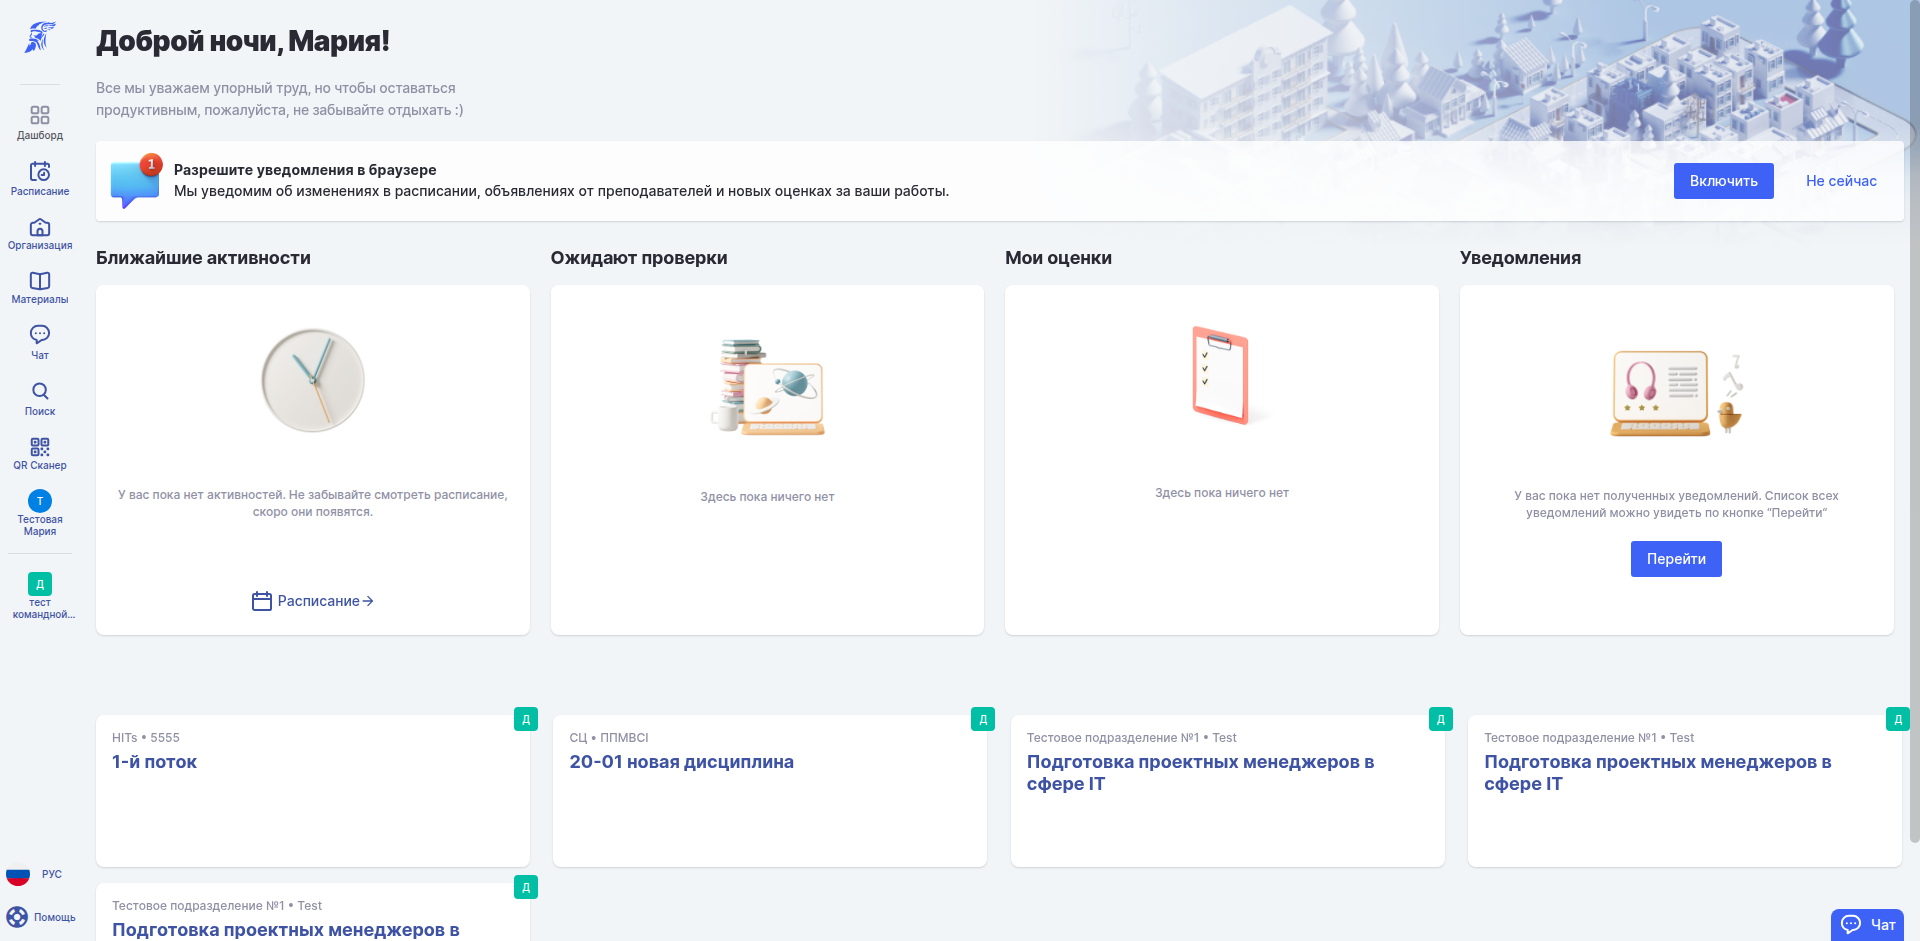 Доброй ночи, Мария!
Все мы уважаем упорный труд, но чтобы оставаться
продуктивным, пожалуйста, не забывайте отдыхать :)
Дашборд
Расписание
Организация
Материалы
Чат
Поиск
QR Сканер
Т
Тестовая
Мария
Д
тест
командной...
РУС
Помощь
1
Разрешите уведомления в браузере
Мы уведомим об изменениях в расписании, объявлениях от преподавателей и новых оценках за ваши работы.
Включить
Не сейчас
Ближайшие активности
У вас пока нет активностей. Не забывайте смотреть расписание,
скоро они появятся.
Расписание
Ожидают проверки
Здесь пока ничего нет
Мои оценки
Здесь пока ничего нет
Уведомления
У вас пока нет полученных уведомлений. Список всех
уведомлений можно увидеть по кнопке “Перейти”
Перейти
Д
HITs • 5555
1-й поток
Д
СЦ • ППМВСI
20-01 новая дисциплина
Д
Тестовое подразделение №1 • Test
Подготовка проектных менеджеров в
сфере IT
Д
Тестовое подразделение №1 • Test
Подготовка проектных менеджеров в
сфере IT
Д
Тестовое подразделение №1 • Test
Подготовка проектных менеджеров в
Чат